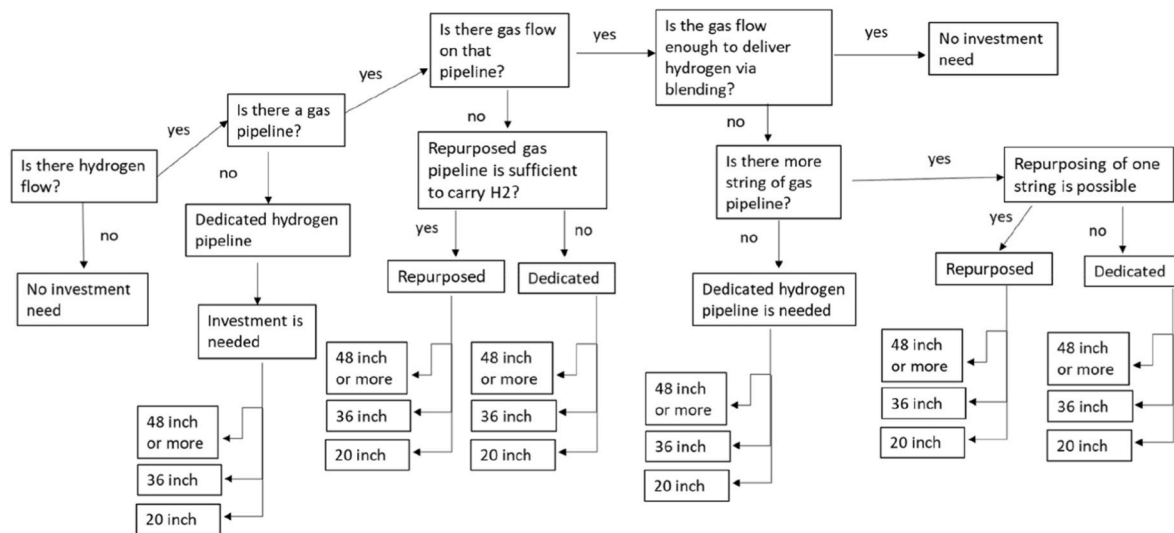 Is there hydrogen
flow?
yes
no
No investment
need
Is there a gas
pipeline?
yes
no
Dedicated hydrogen
pipeline
Investment is
needed
48 inch
or more
36 inch
20 inch
Is there gas flow
on that
pipeline?
yes
no
Repurposed gas
pipeline is sufficient
to carry H2?
yes
no
Repurposed
48 inch
or more
36 inch
20 inch
Dedicated
48 inch
or more
36 inch
20 inch
Is the gas flow
enough to deliver
hydrogen via
blending?
yes
No investment
need
no
Is there more
string of gas
pipeline?
yes
no
Dedicated hydrogen
pipeline is needed
48 inch
or more
36 inch
20 inch
Repurposing of one
string is possible
yes
no
Repurposed
48 inch
or more
36 inch
20 inch
Dedicated
48 inch
or more
36 inch
20 inch